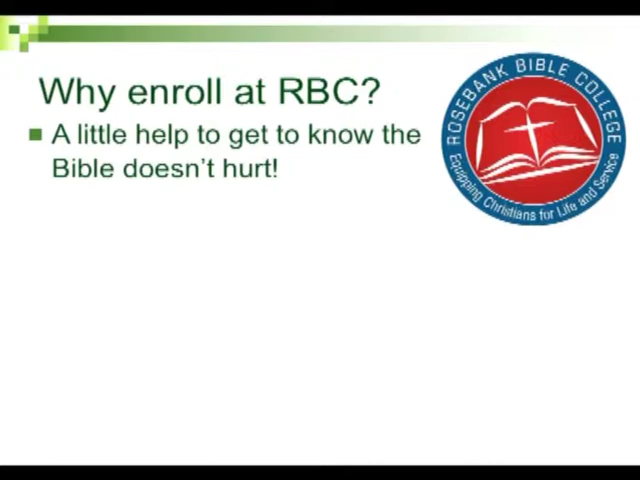 Why enroll at RBC?
A little help to get to know the
Bible doesn't hurt!
ROSEBANK BIBLE COLLEGE
Equipping Christians for Life and Service